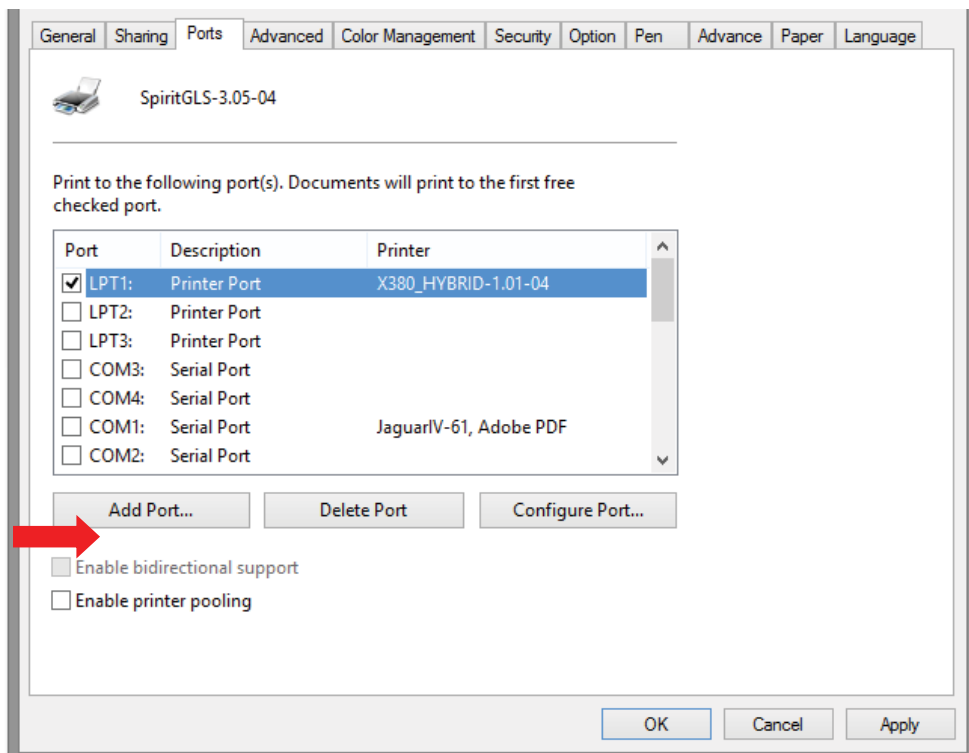 General Sharing Ports Advanced Color Management Security Option Pen Advance Paper Language
SpiritGLS-3.05-04
Print to the following port(s). Documents will print to the first free
checked port.
Port Description Printer
LPT1: Printer Port X380_HYBRID-1.01-04
LPT2: Printer Port
LPT3: Printer Port
COM3: Serial Port
COM4: Serial Port
COM1: Serial Port JaguarIV-61, Adobe PDF
COM2: Serial Port
Add Port... Delete Port Configure Port...
Enable bidirectional support
Enable printer pooling
OK Cancel Apply